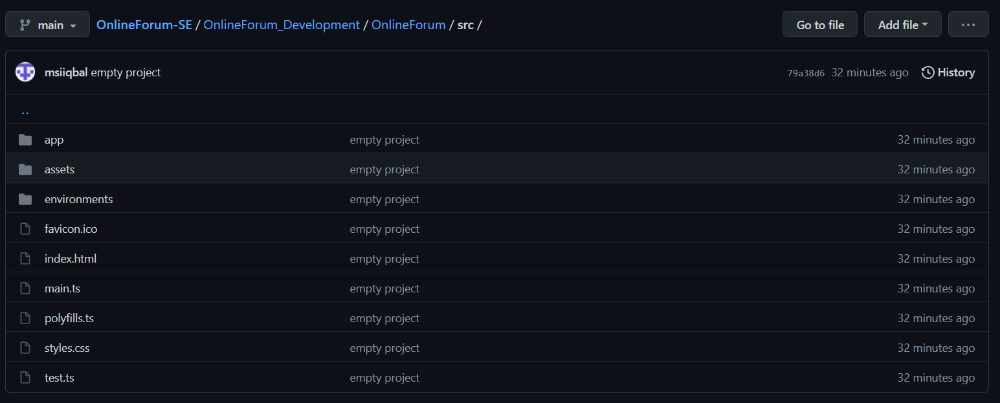 main OnlineForum-SE / OnlineForum_Development / OnlineForum / src / Go to file Add file ...
msiiqbal empty project 79a38d6 32 minutes ago History
..
app empty project 32 minutes ago
assets empty project 32 minutes ago
environments empty project 32 minutes ago
favicon.ico empty project 32 minutes ago
index.html empty project 32 minutes ago
main.ts empty project 32 minutes ago
polyfills.ts empty project 32 minutes ago
styles.css empty project 32 minutes ago
test.ts empty project 32 minutes ago